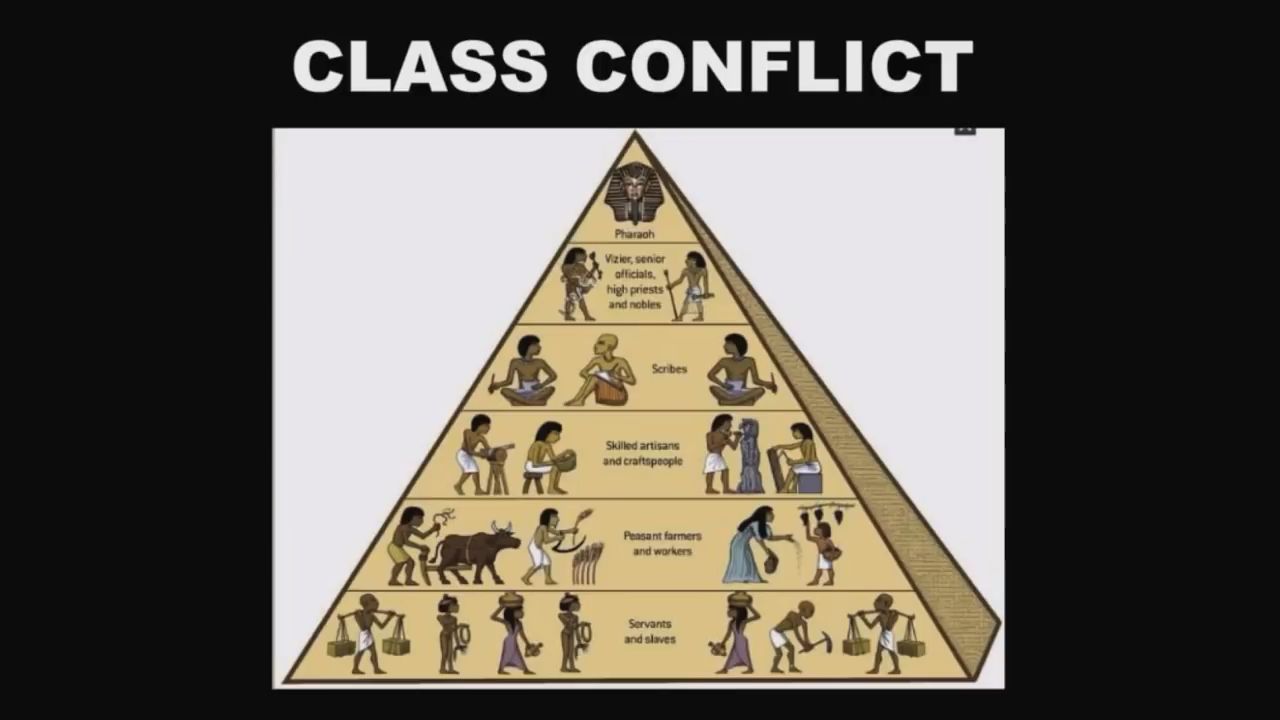 CLASS CONFLICT
Pharaoh
Vizier, senior
officials,
high priests
and nobles
Scribes
Skilled artisans
and craftspeople
Peasant farmers
and workers
Servants
and slaves